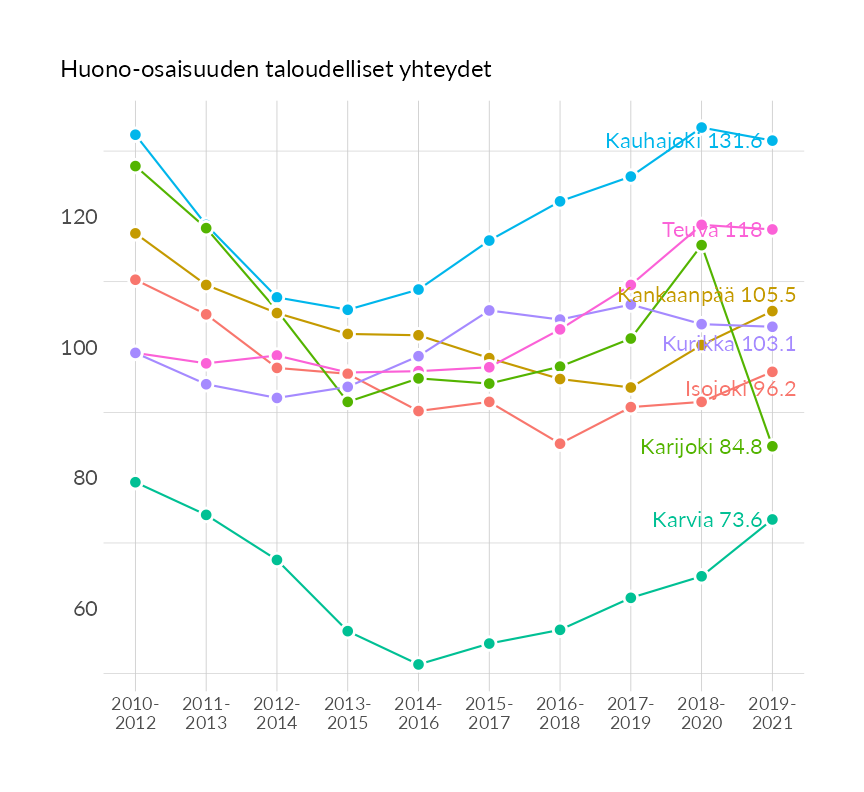 Huono-osaisuuden taloudelliset yhteydet
Kauhajoki 131.6
120
Teuva 118
Kankaanpää 105.5
100
Kurikka 103.1
Isojoki 96.2
Karijoki 84.8
80
Karvia 73.6
60
2010- 2011- 2012- 2013- 2014- 2015- 2016- 2017- 2018- 2019-
2012 2013 2014 2015 2016 2017 2018 2019 2020 2021